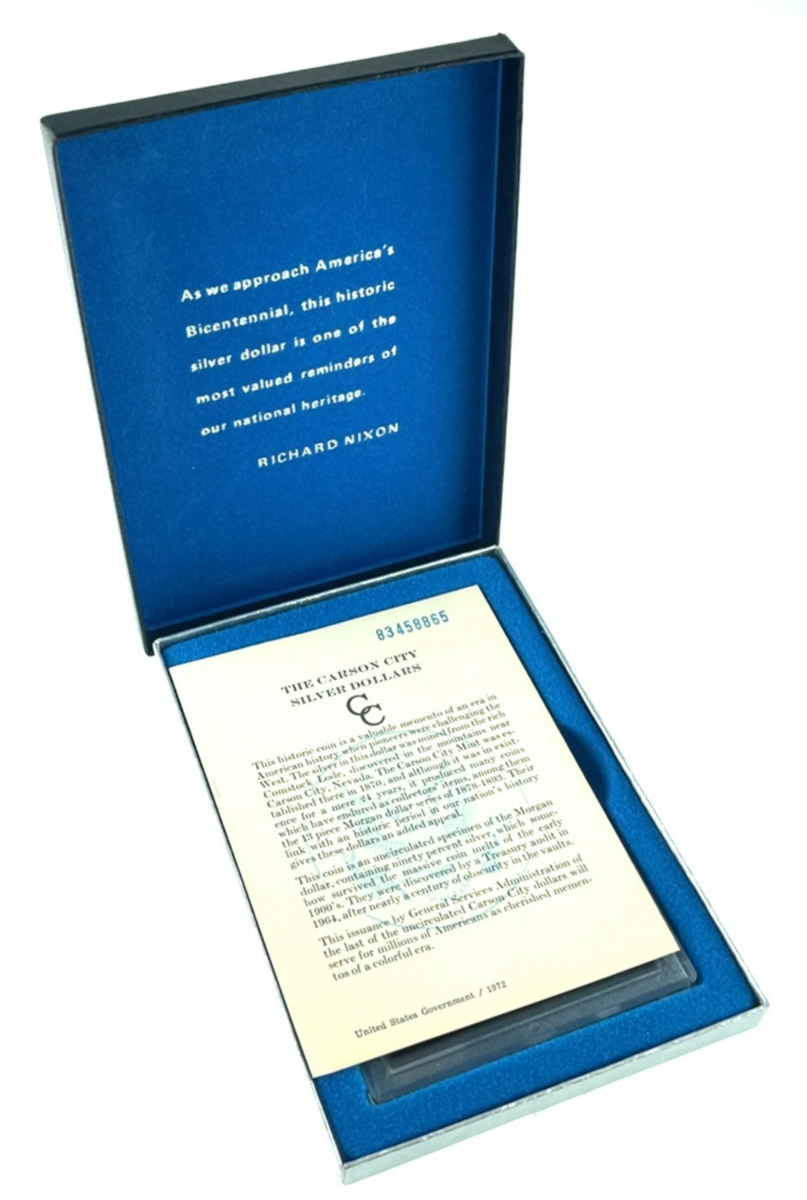 As we approach America's
Bicentennial, this historic
silver dollar is one of the
most valued reminders of
our national heritage.
RICHARD NIXON
83458865
THE CARSON CITY
SILVER DOLLARS
CC
This historic coin is a valuable memento of an era in
American history when pioneers were challenging the
West. The silver in this dollar was mined from the rich
Comstock Lode, discovered in the mountains near
Carson City, Nevada. The Carson City Mint was es-
tablished there in 1870, and although it was in exist-
ence for a mere 24 years, it produced many coins
which have endured as collectors' items, among them
the 13 piece Morgan dollar series of 1878-1893. Their
link with an historic period in our nation's history
gives these dollars an added appeal.
This coin is an uncirculated specimen of the Morgan
dollar, containing ninety percent silver, which some-
how survived the massive coin melts of the early
1900's. They were discovered by a Treasury audit in
1964, after nearly a century of obscurity in the vaults.
This issuance by General Services Administration of
the last of the uncirculated Carson City dollars will
serve for millions of Americans as cherished memen-
tos of a colorful era.
United States Government / 1972